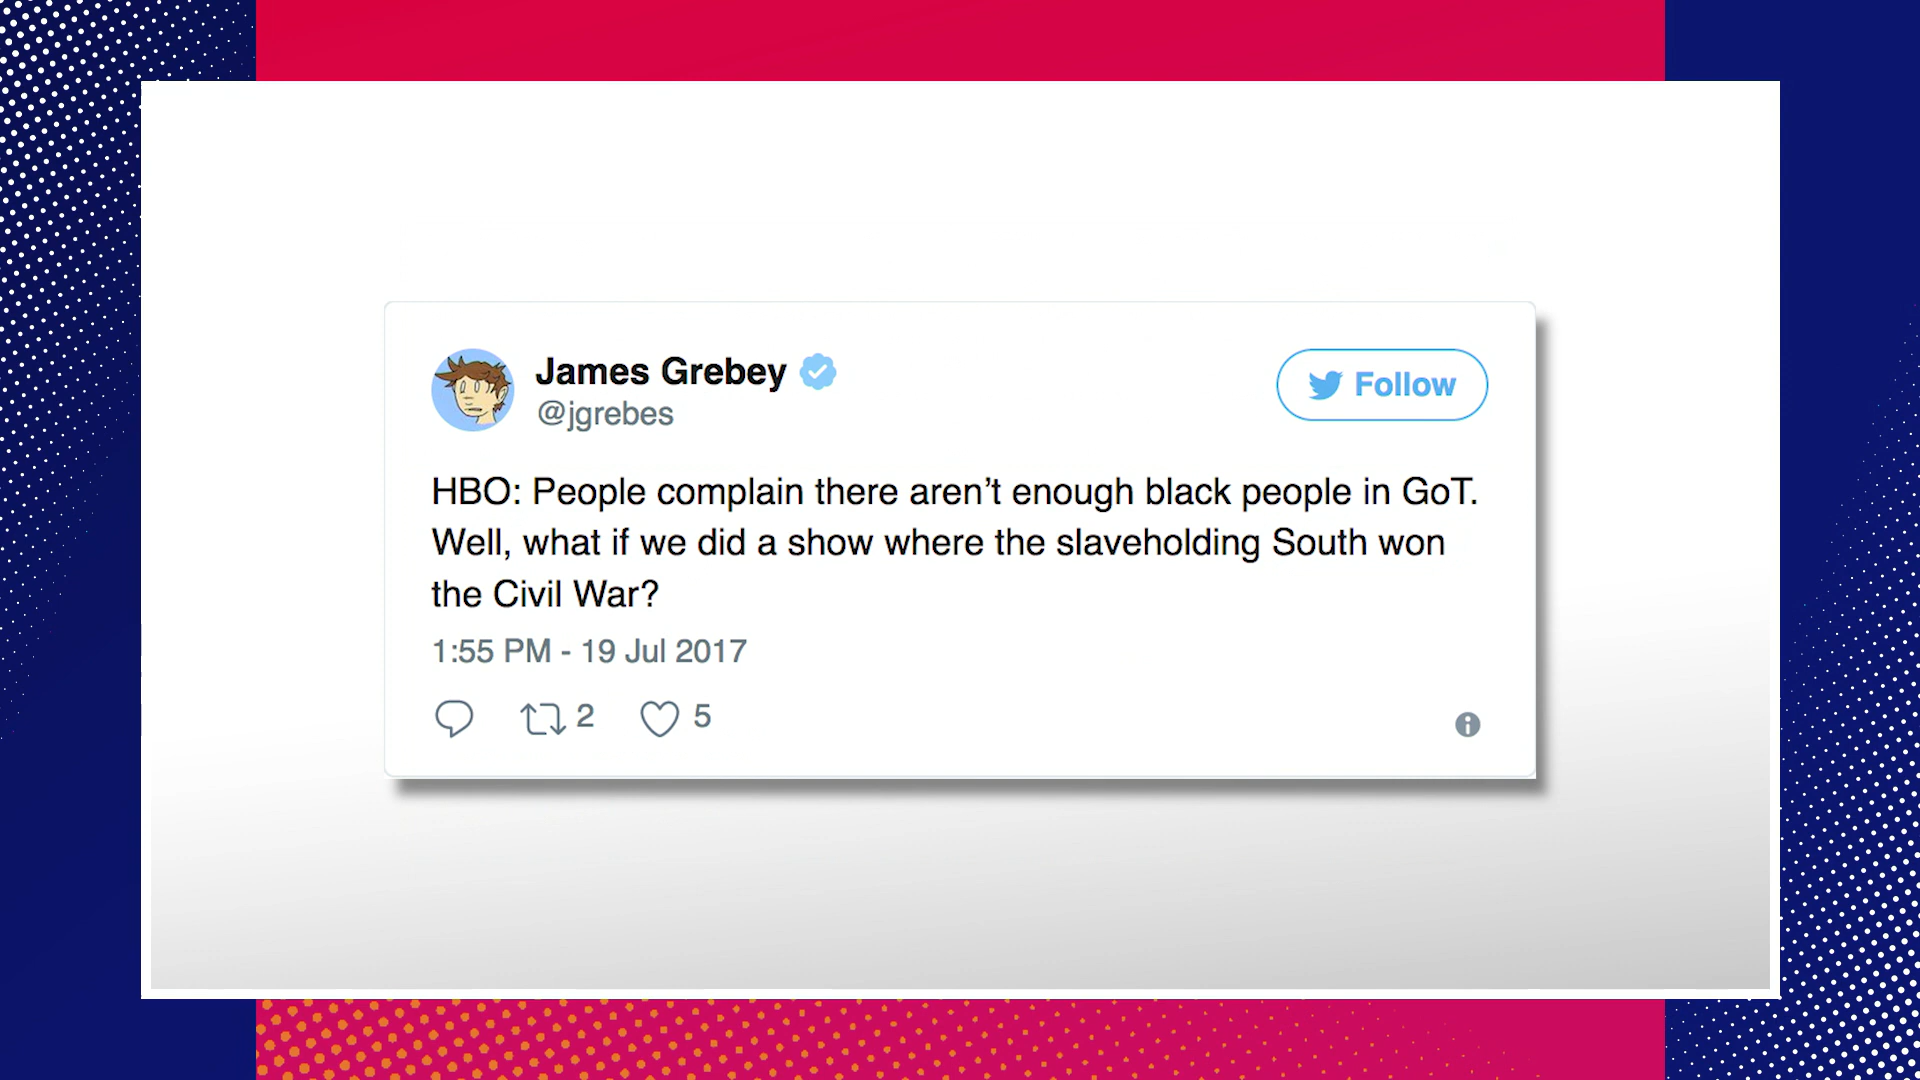 James Grebey
@jgrebes
Follow
HBO: People complain there aren’t enough black people in GoT.
Well, what if we did a show where the slaveholding South won
the Civil War?
1:55 PM - 19 Jul 2017
2 5